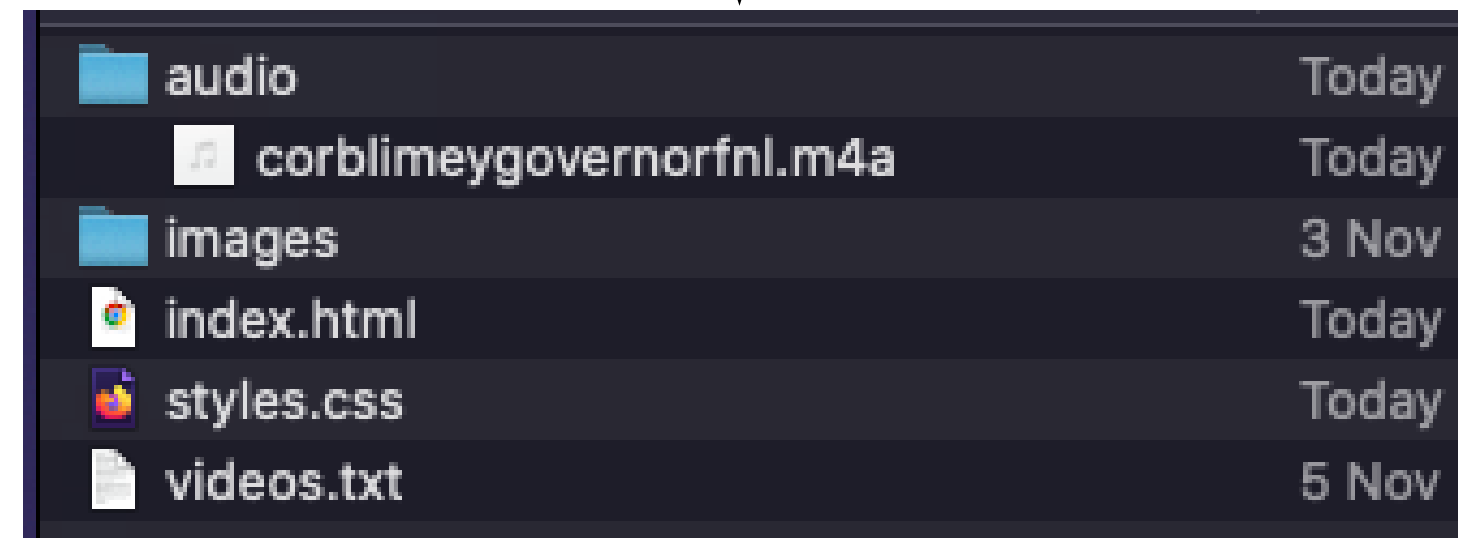 audio Today
corblimeygovernorfnl.m4a Today
images 3 Nov
index.html Today
styles.css Today
videos.txt 5 Nov